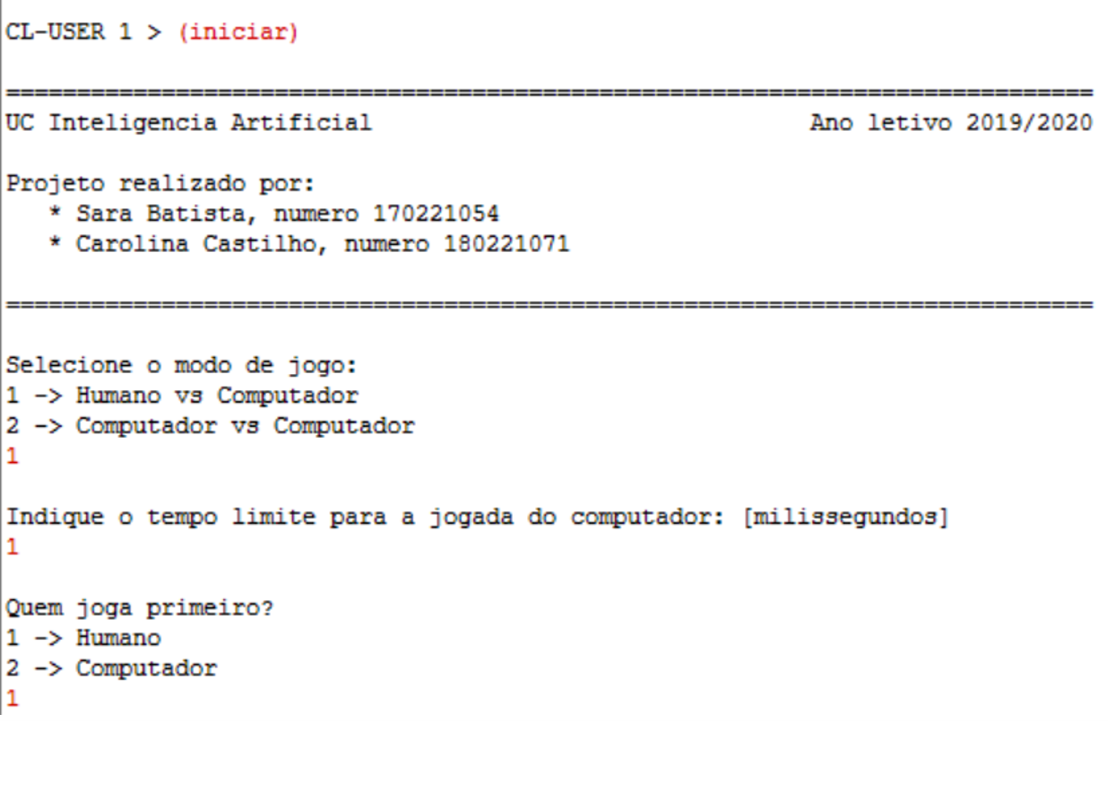 CL-USER 1 > (iniciar)
=============================================================================
UC Inteligencia Artificial Ano letivo 2019/2020
Projeto realizado por:
* Sara Batista, numero 170221054
* Carolina Castilho, numero 180221071
=============================================================================
Selecione o modo de jogo:
1 -> Humano vs Computador
2 -> Computador vs Computador
1
Indique o tempo limite para a jogada do computador: [milissegundos]
1
Quem joga primeiro?
1 -> Humano
2 -> Computador
1